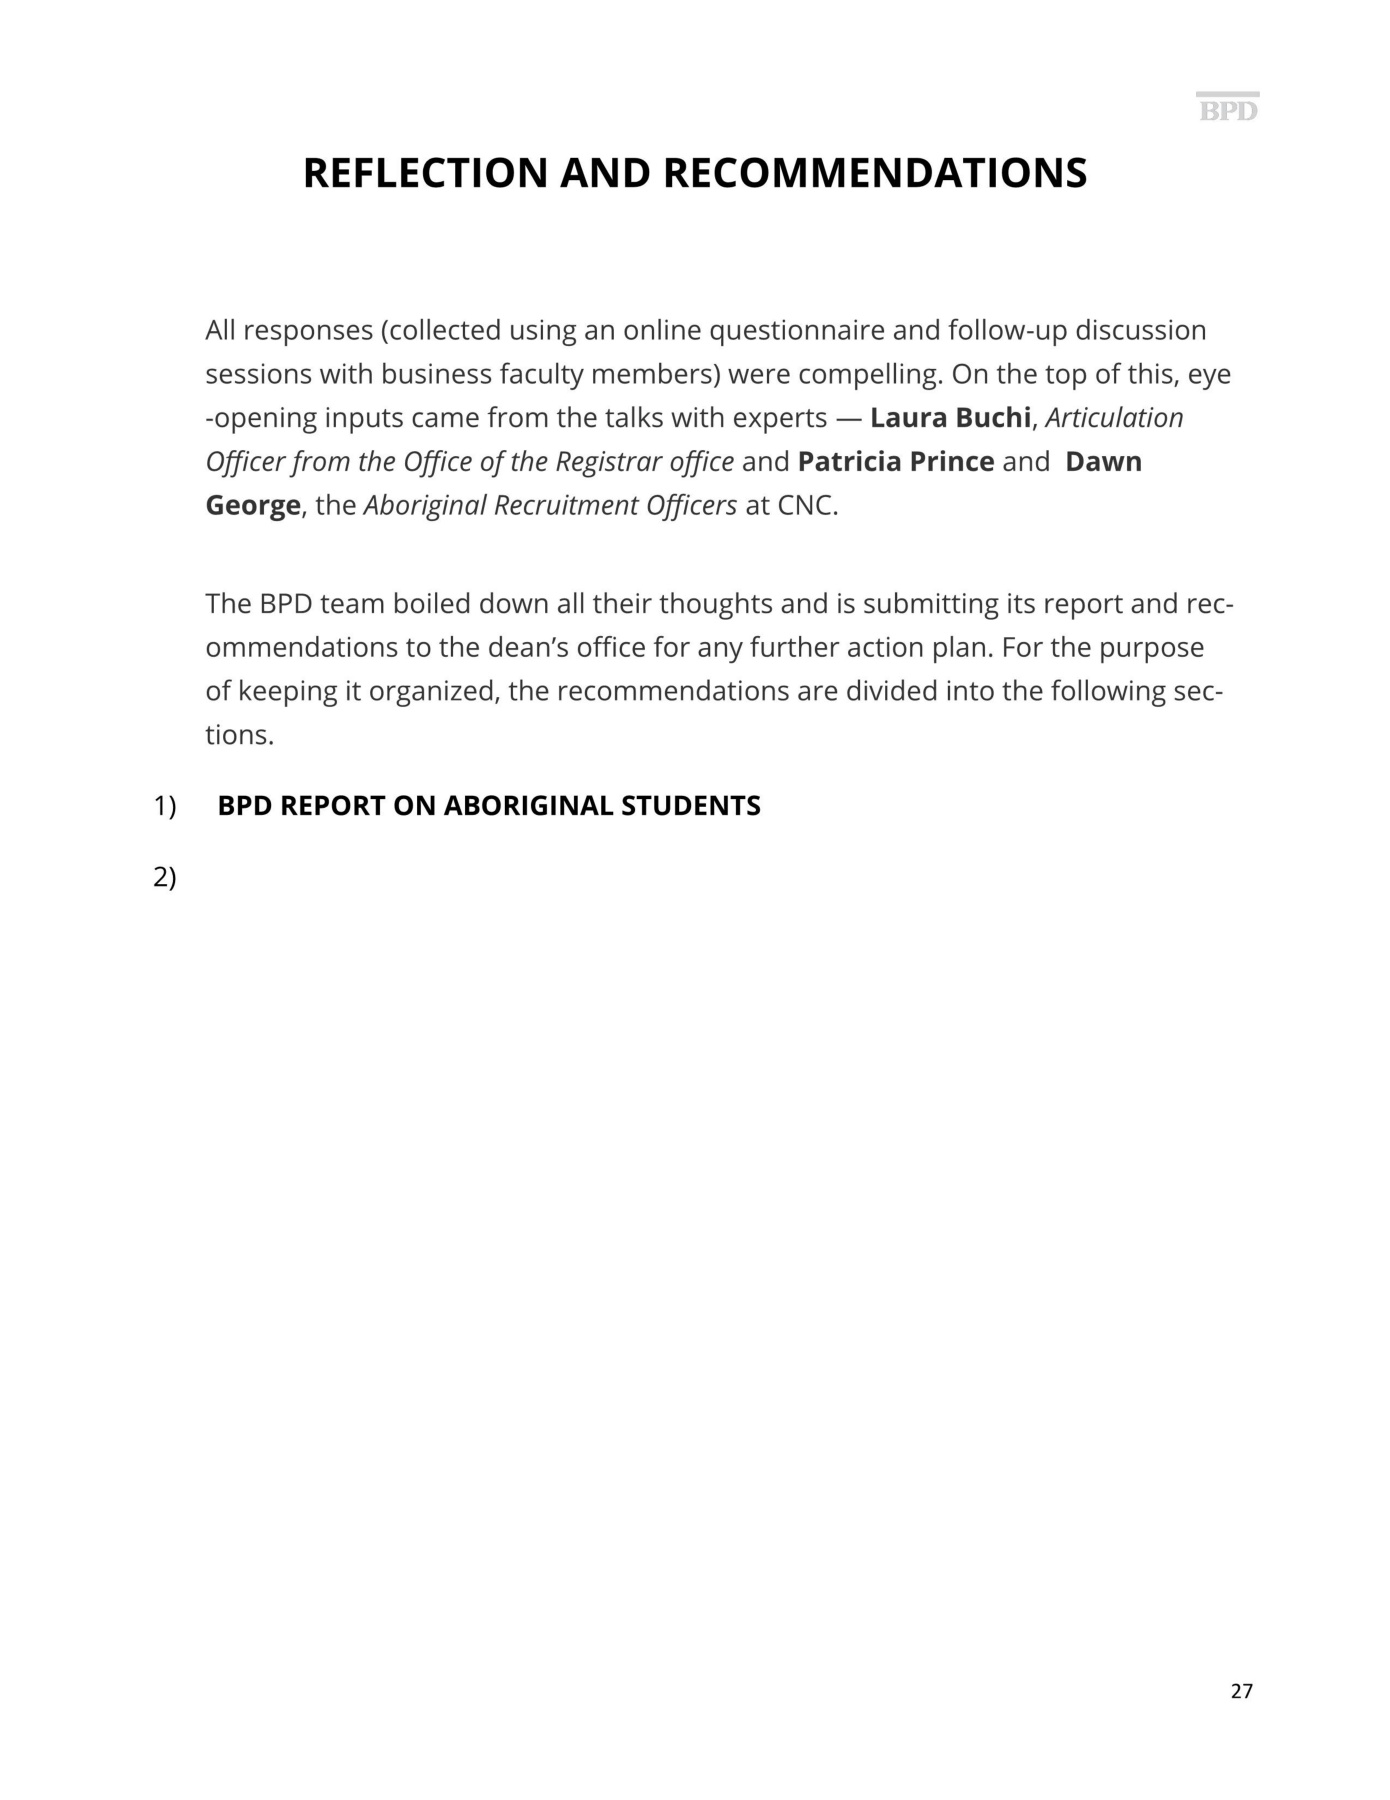 BPD
REFLECTION AND RECOMMENDATIONS
All responses (collected using an online questionnaire and follow-up discussion
sessions with business faculty members) were compelling. On the top of this, eye
-opening inputs came from the talks with experts — Laura Buchi, Articulation
Officer from the Office of the Registrar office and Patricia Prince and  Dawn
George, the Aboriginal Recruitment Officers at CNC.
The BPD team boiled down all their thoughts and is submitting its report and rec-
ommendations to the dean’s office for any further action plan. For the purpose
of keeping it organized, the recommendations are divided into the following sec-
tions.
1) BPD REPORT ON ABORIGINAL STUDENTS
2)
27